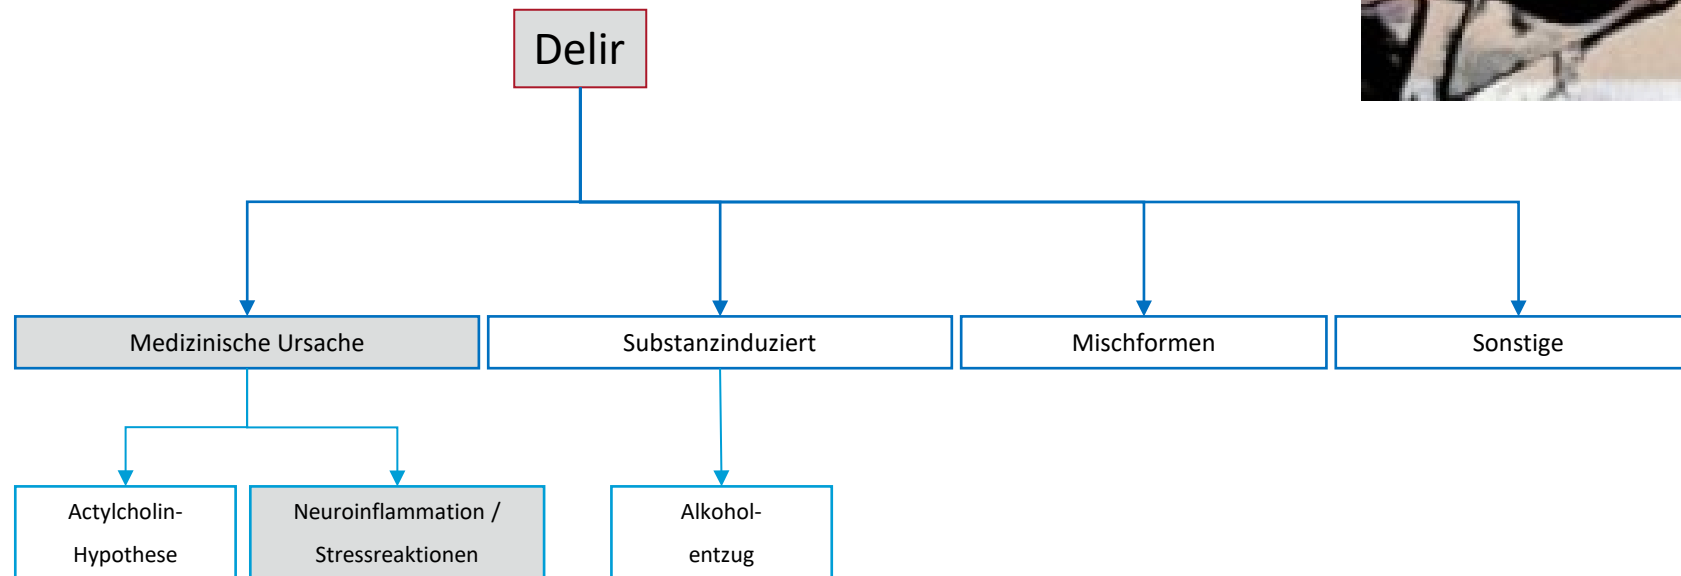 Delir
Medizinische Ursache
Substanzinduziert
Mischformen
Sonstige
Actylcholin-
Hypothese
Neuroinflammation /
Stressreaktionen
Alkohol-
entzug